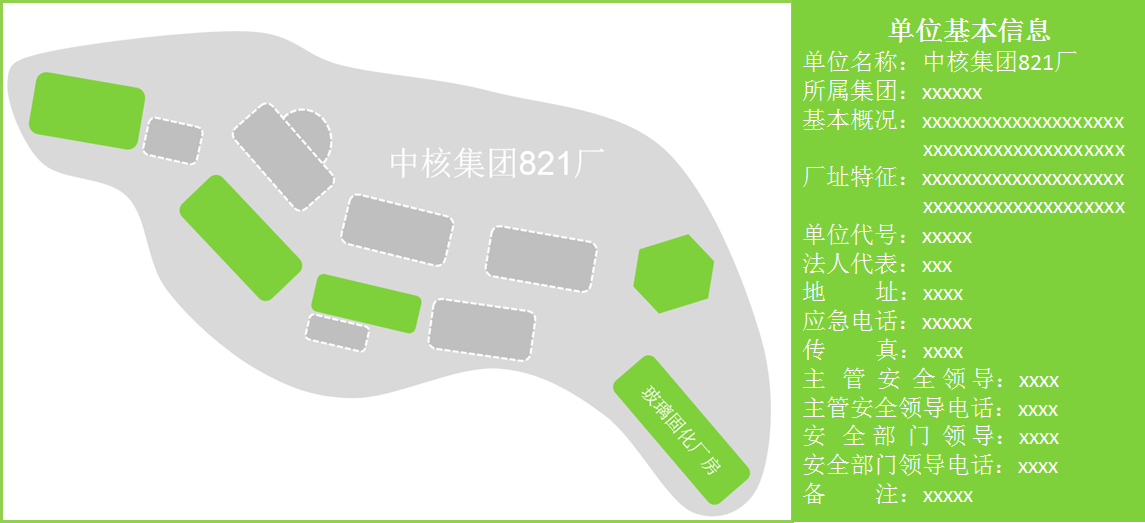 中核集团821厂
玻璃固化厂房
单位基本信息
单位名称：中核集团821厂
所属集团：xxxxxx
基本概况：xxxxxxxxxxxxxxxxxxxx
xxxxxxxxxxxxxxxxxxxx
厂址特征：xxxxxxxxxxxxxxxxxxxx
xxxxxxxxxxxxxxxxxxxx
单位代号：xxxxx
法人代表：xxx
地 址：xxxx
应急电话：xxxxx
传 真：xxxx
主 管 安 全 领 导：xxxx
主管安全领导电话：xxxx
安 全 部 门 领 导：xxxx
安全部门领导电话：xxxx
备 注：xxxxx